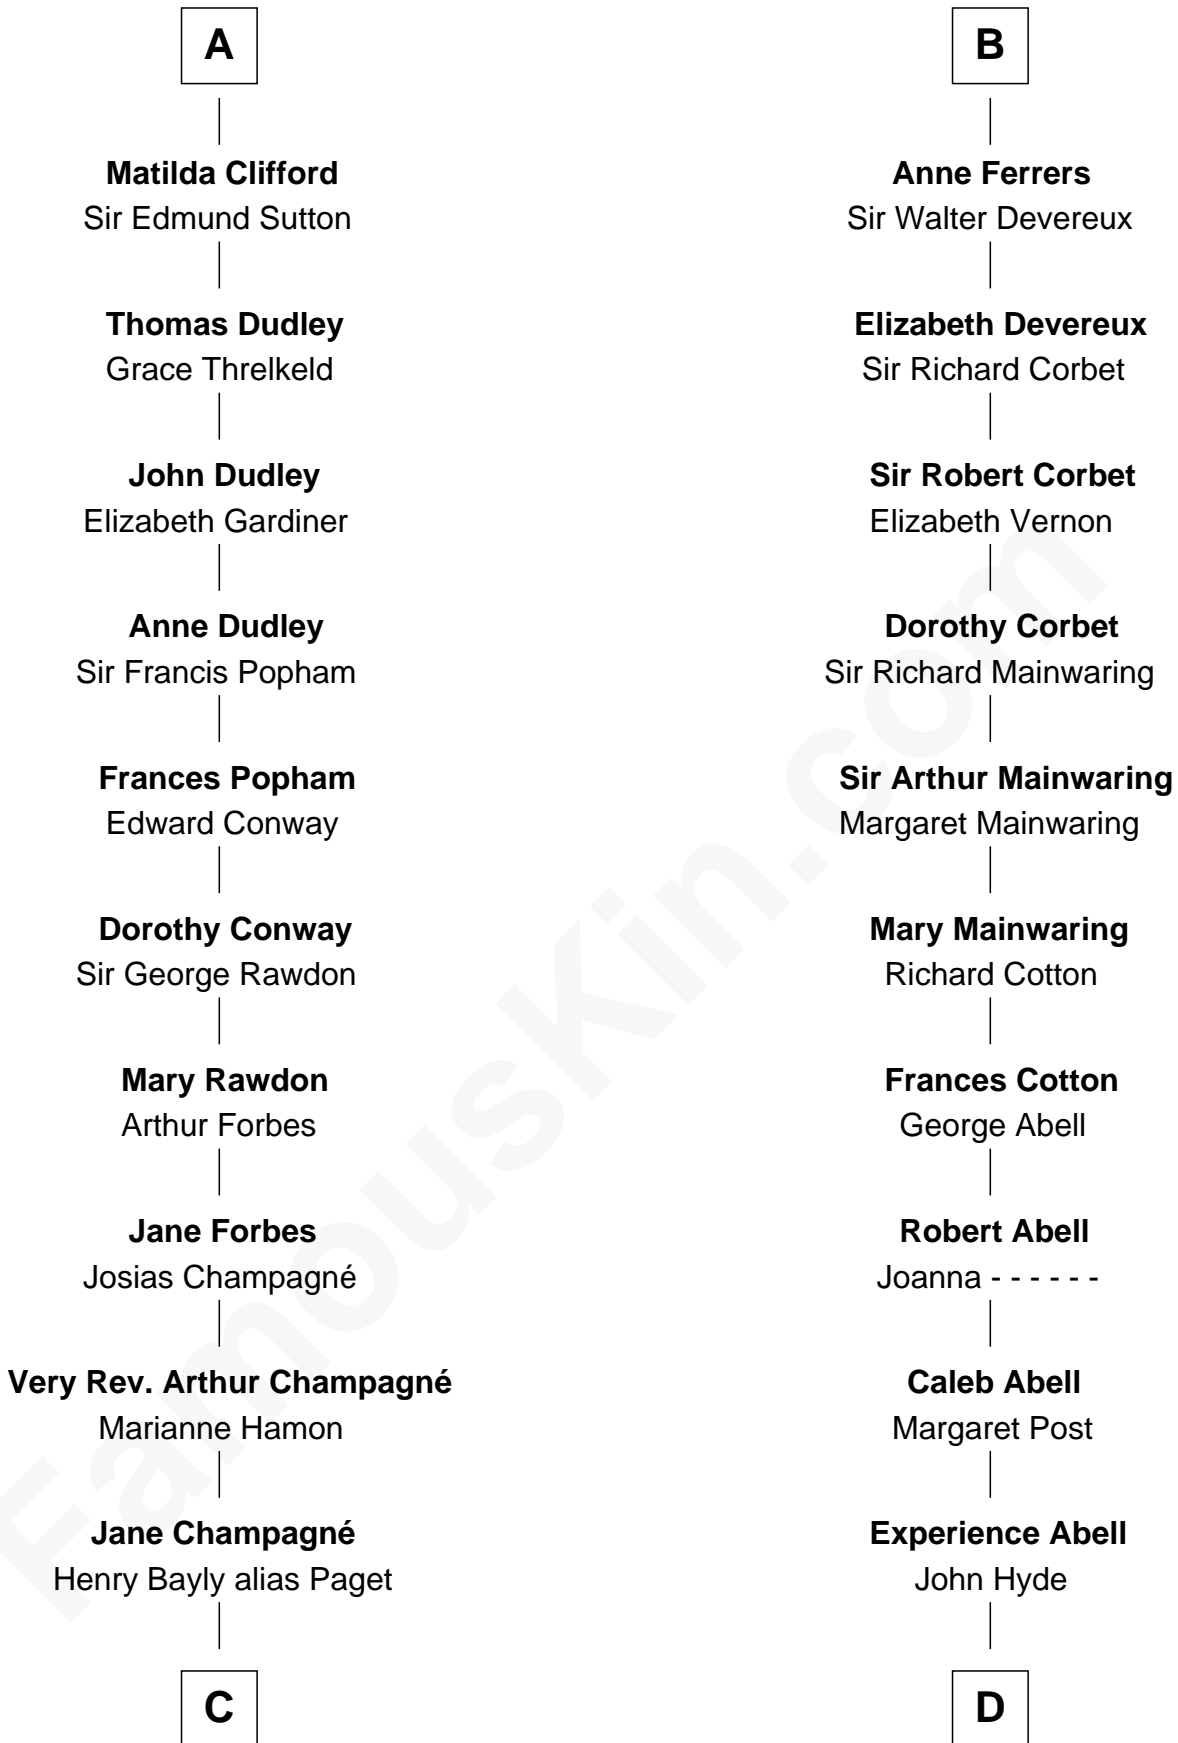 A
Matilda Clifford
Sir Edmund Sutton
Thomas Dudley
Grace Threlkeld
John Dudley
Elizabeth Gardiner
Anne Dudley
Sir Francis Popham
Frances Popham
Edward Conway
Dorothy Conway
Sir George Rawdon
Mary Rawdon
Arthur Forbes
Jane Forbes
Josias Champagné
Very Rev. Arthur Champagné
Marianne Hamon
Jane Champagné
Henry Bayly alias Paget
C
B
Anne Ferrers
Sir Walter Devereux
Elizabeth Devereux
Sir Richard Corbet
Sir Robert Corbet
Elizabeth Vernon
Dorothy Corbet
Sir Richard Mainwaring
Sir Arthur Mainwaring
Margaret Mainwaring
Mary Mainwaring
Richard Cotton
Frances Cotton
George Abell
Robert Abell
Joanna - - - - - -
Caleb Abell
Margaret Post
Experience Abell
John Hyde
D
FamousKin.com